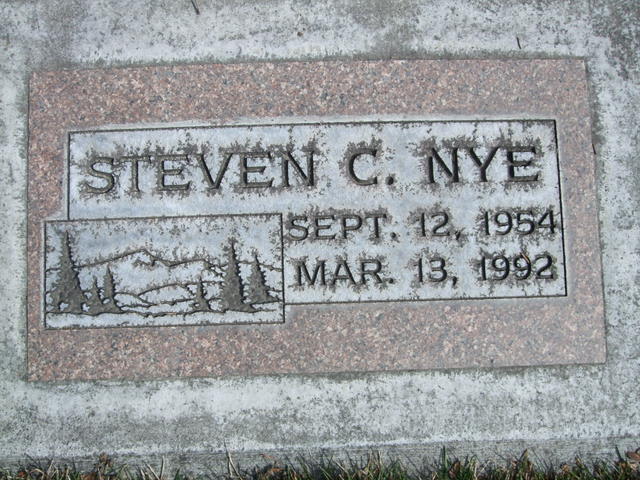 STEVEN C. NYE
SEPT. 12, 1954
MAR. 13, 1992